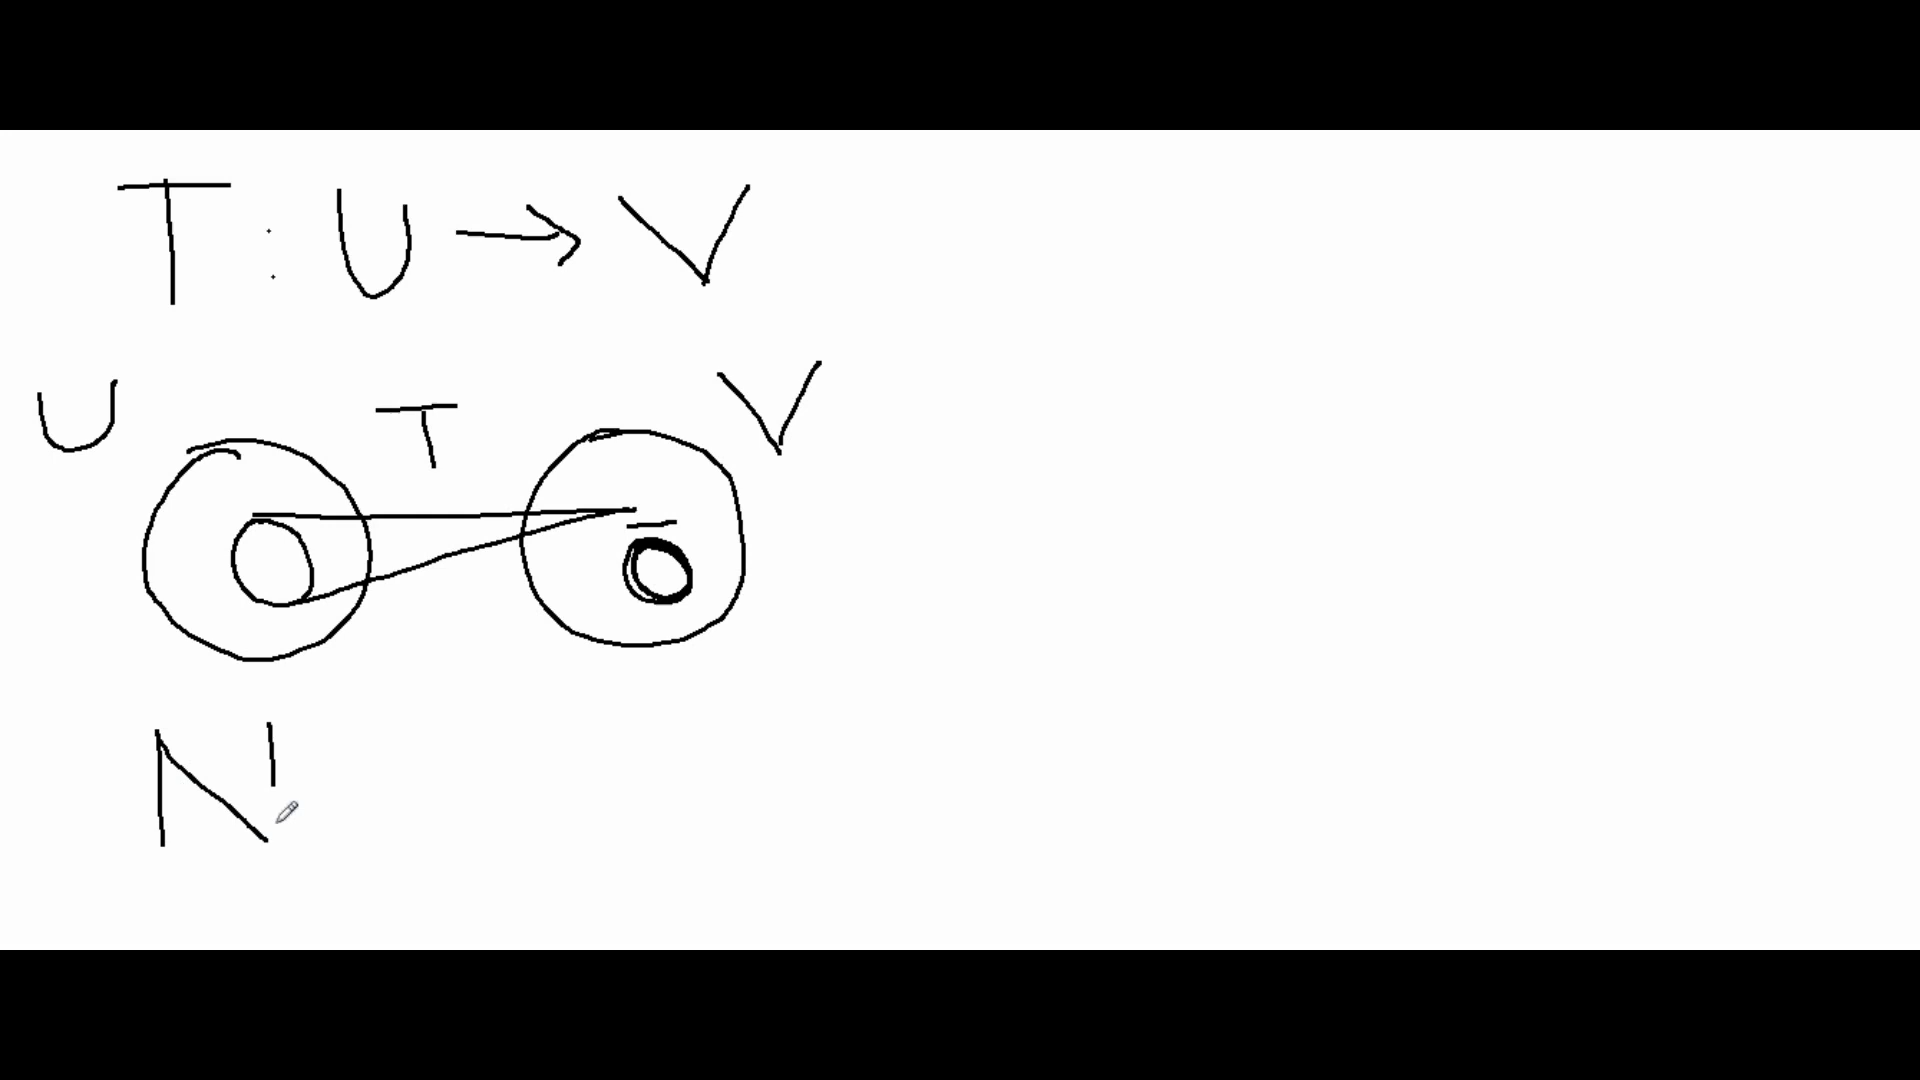 T : U → V
U T V
N